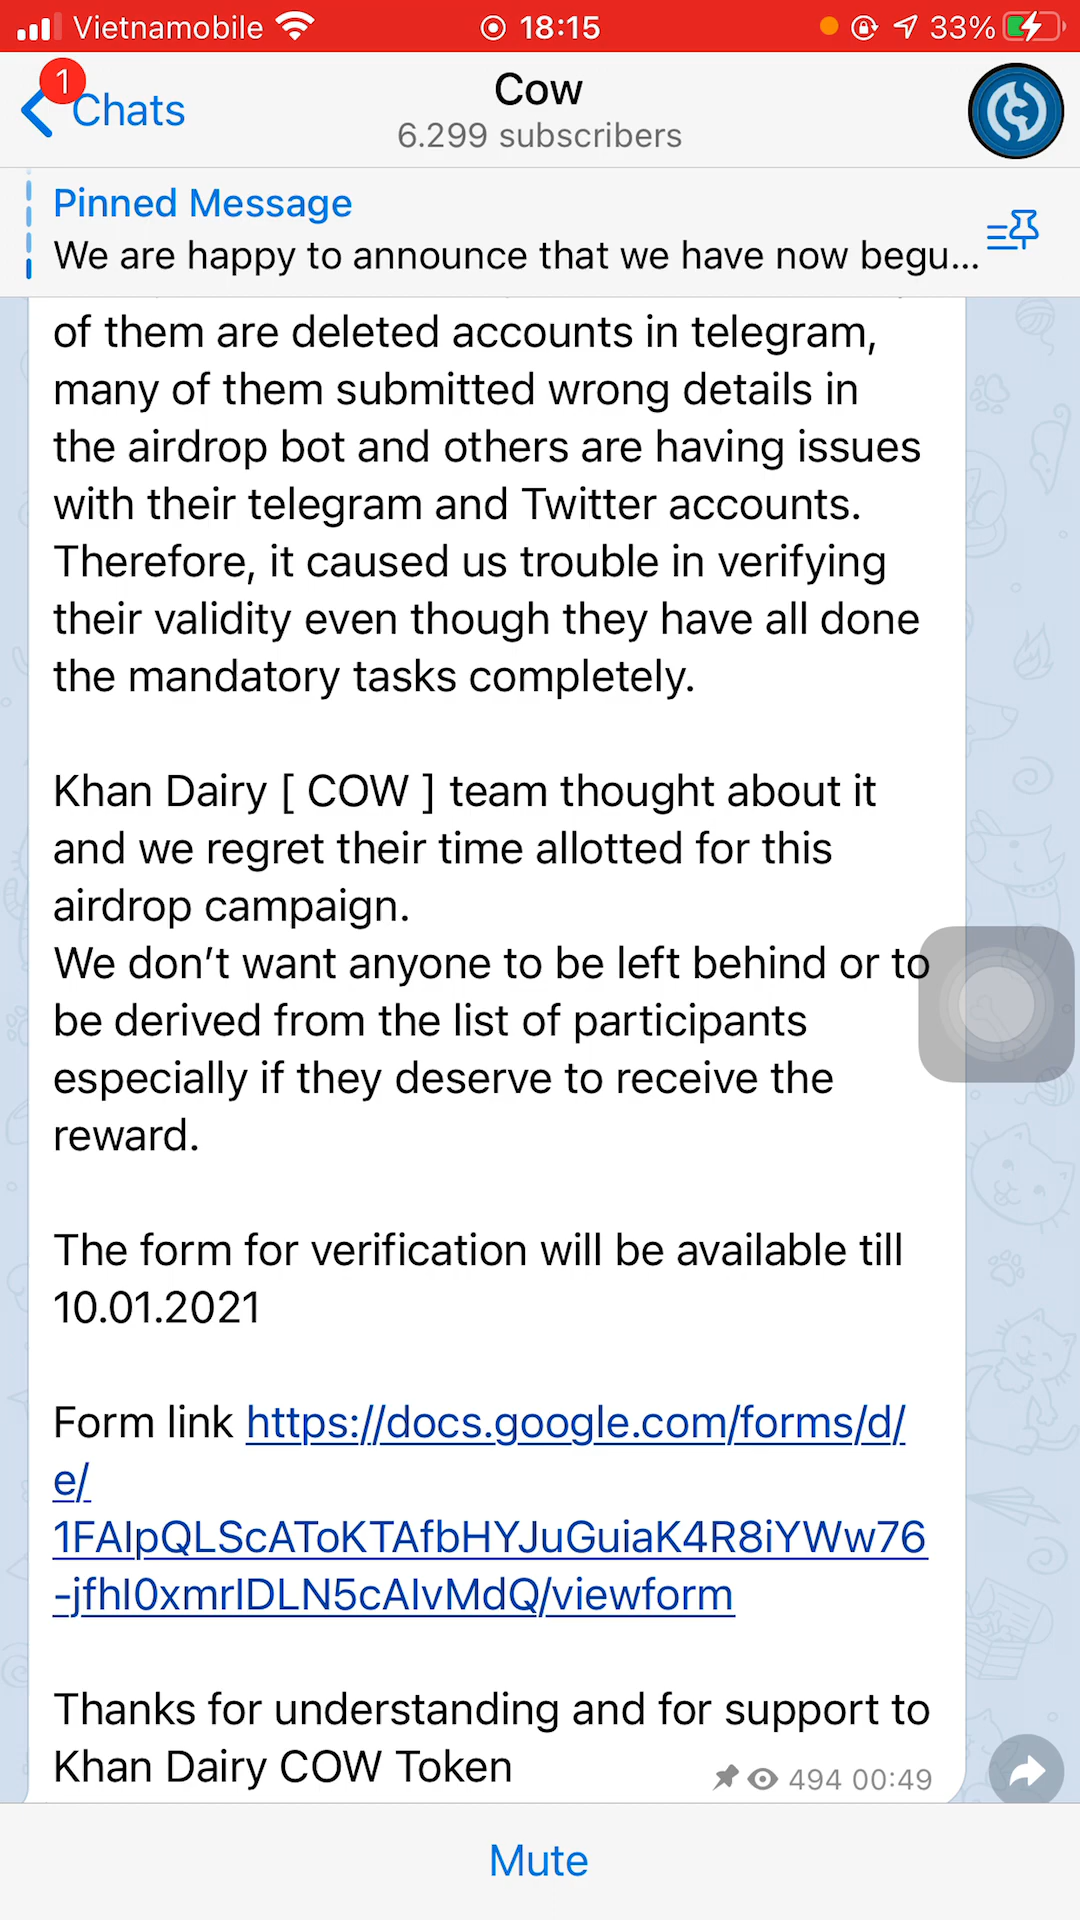 Vietnamobile 18:15 33%
1
Chats
Cow
6.299 subscribers
Pinned Message
We are happy to announce that we have now begu...
of them are deleted accounts in telegram,
many of them submitted wrong details in
the airdrop bot and others are having issues
with their telegram and Twitter accounts.
Therefore, it caused us trouble in verifying
their validity even though they have all done
the mandatory tasks completely.
Khan Dairy [ COW ] team thought about it
and we regret their time allotted for this
airdrop campaign.
We don’t want anyone to be left behind or to
be derived from the list of participants
especially if they deserve to receive the
reward.
The form for verification will be available till
10.01.2021
Form link https://docs.google.com/forms/d/
e/
1FAIpQLScAToKTAfbHYJuGuiaK4R8iYWw76
-jfhI0xmrIDLN5cAIvMdQ/viewform
Thanks for understanding and for support to
Khan Dairy COW Token
494 00:49
Mute